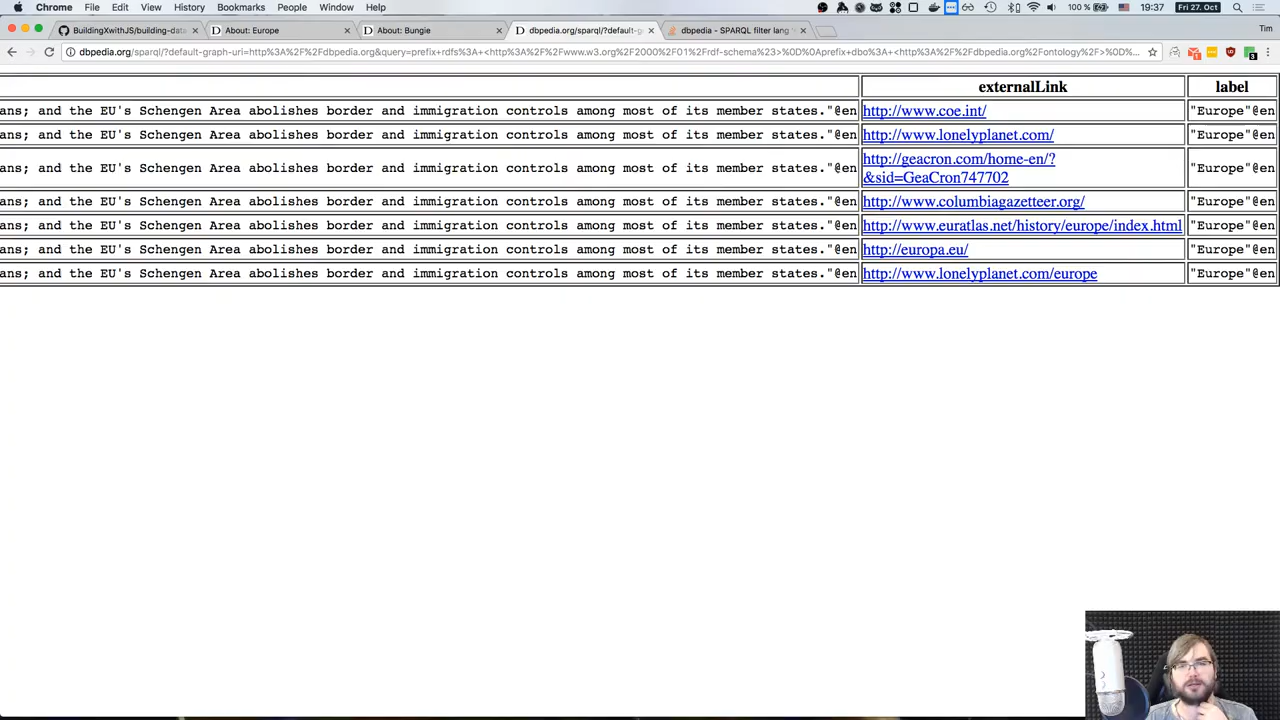 Chrome File Edit View History Bookmarks People Window Help 100 % 19:37 Fri 27. Oct
BuildingXwithJS/building-data About: Europe About: Bungie dbpedia.org/sparql/?default-g dbpedia - SPARQL filter lang Tim
dbpedia.org/sparql/?default-graph-uri=http%3A%2F%2Fdbpedia.org&query=prefix+rdfs%3A+<http%3A%2F%2Fwww.w3.org%2F2000%2F01%2Frdf-schema%23>%0D%0Aprefix+dbo%3A+<http%3A%2F%2Fdbpedia.org%2Fontology%2F>%0D%0A%0D%...
externalLink label
ans; and the EU's Schengen Area abolishes border and immigration controls among most of its member states."@en http://www.coe.int/ "Europe"@en
ans; and the EU's Schengen Area abolishes border and immigration controls among most of its member states."@en http://www.lonelyplanet.com/ "Europe"@en
ans; and the EU's Schengen Area abolishes border and immigration controls among most of its member states."@en http://geacron.com/home-en/?
&sid=GeaCron747702 "Europe"@en
ans; and the EU's Schengen Area abolishes border and immigration controls among most of its member states."@en http://www.columbiagazetteer.org/ "Europe"@en
ans; and the EU's Schengen Area abolishes border and immigration controls among most of its member states."@en http://www.euratlas.net/history/europe/index.html "Europe"@en
ans; and the EU's Schengen Area abolishes border and immigration controls among most of its member states."@en http://europa.eu/ "Europe"@en
ans; and the EU's Schengen Area abolishes border and immigration controls among most of its member states."@en http://www.lonelyplanet.com/europe "Europe"@en